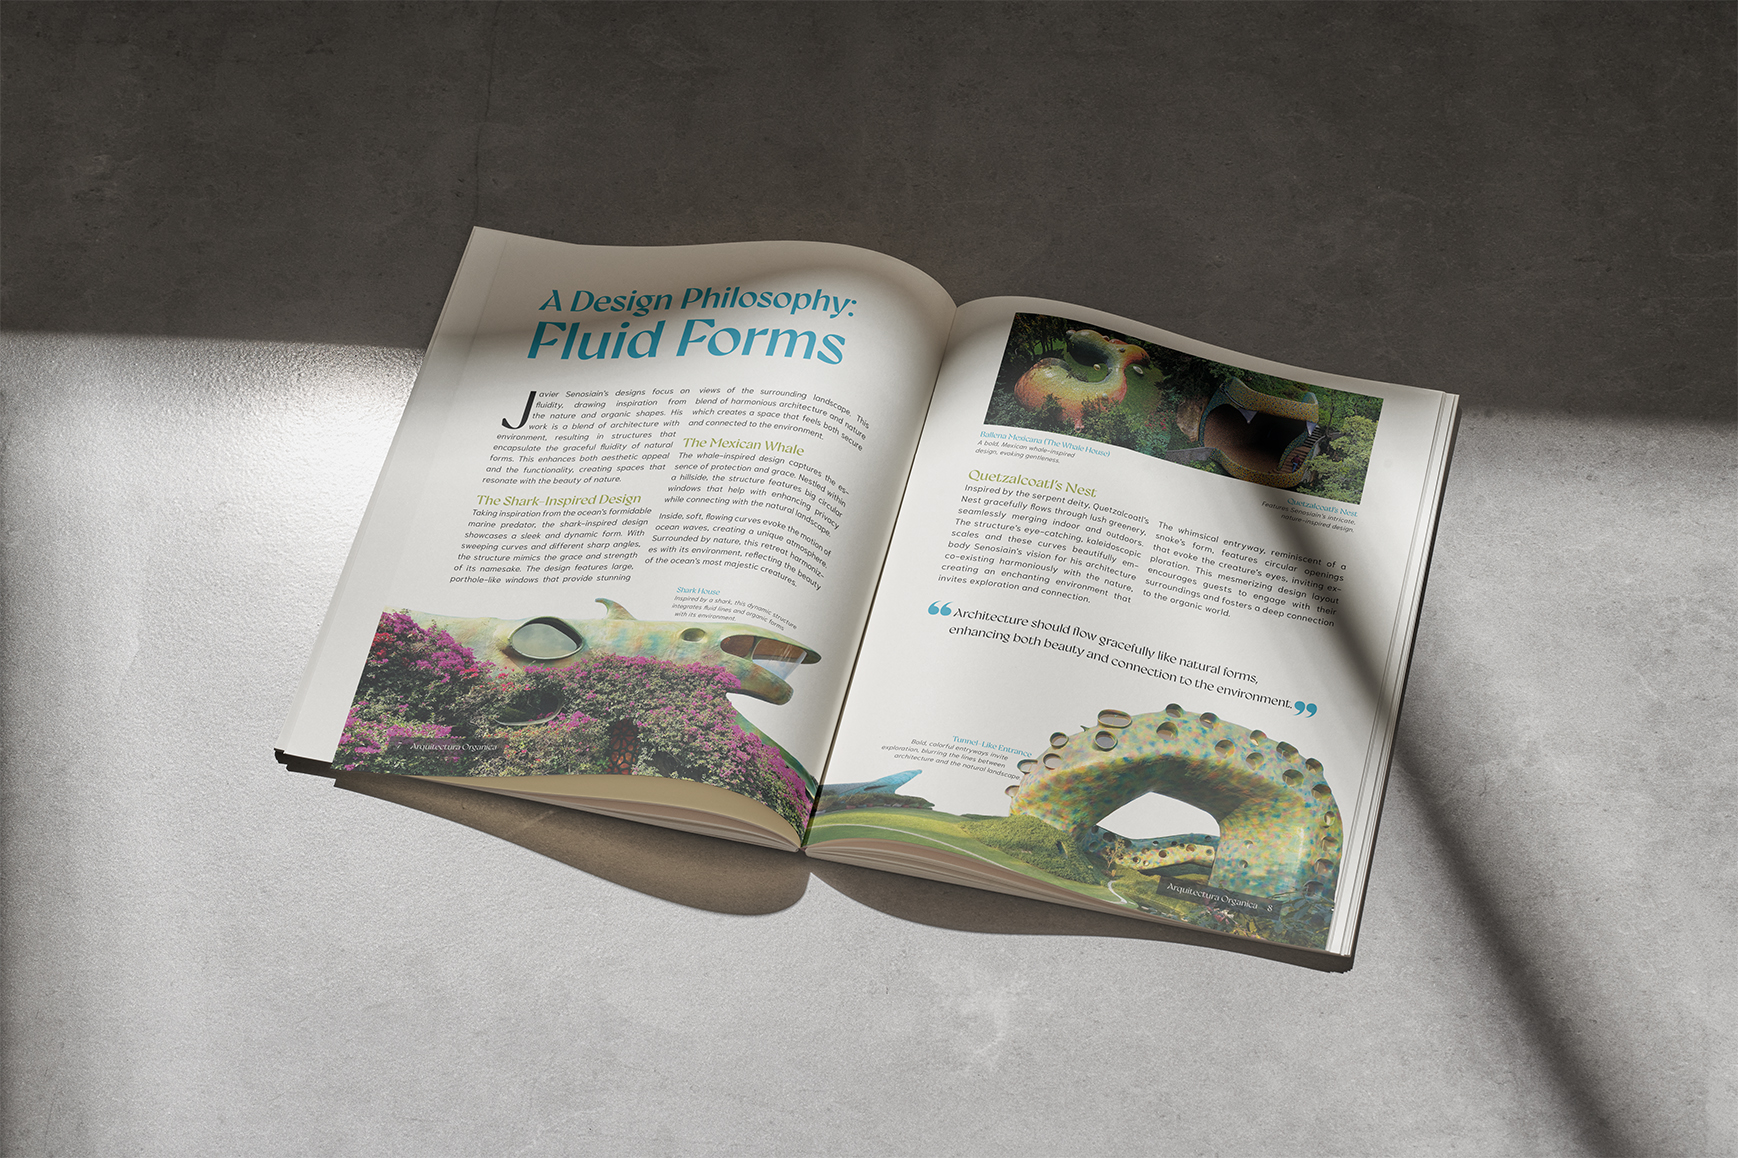 A Design Philosophy:
Fluid Forms
Javier Senosiain's designs focus on
fluidity, drawing inspiration from
the nature and organic shapes. His
work is a blend of architecture with
environment, resulting in structures that
encapsulate the graceful fluidity of natural
forms. This enhances both aesthetic appeal
and the functionality, creating spaces that
resonate with the beauty of nature.
The Shark-Inspired Design
Taking inspiration from the ocean's formidable
marine predator, the shark-inspired design
showcases a sleek and dynamic form. With
sweeping curves and different sharp angles,
the structure mimics the grace and strength
of its namesake. The design features large,
porthole-like windows that provide stunning
views of the surrounding landscape. This
blend of harmonious architecture and nature
which creates a space that feels both secure
and connected to the environment.
The Mexican Whale
The whale-inspired design captures the es-
sence of protection and grace. Nestled within
a hillside, the structure features big circular
windows that help with enhancing privacy
while connecting with the natural landscape.
Inside, soft, flowing curves evoke the motion of
ocean waves, creating a unique atmosphere.
Surrounded by nature, this retreat harmoniz-
es with its environment, reflecting the beauty
of the ocean's most majestic creatures.
Shark House
Inspired by a shark, this dynamic structure
integrates fluid lines and organic forms
with its environment.
7 Arquitectura Organica
Ballena Mexicana (The Whale House)
A bold, Mexican whale-inspired
design, evoking gentleness.
Quetzalcoatl's Nest
Features Senosiain's intricate,
nature-inspired design.
Quetzalcoatl's Nest
Inspired by the serpent deity, Quetzalcoatl's
Nest gracefully flows through lush greenery,
seamlessly merging indoor and outdoors.
The structure's eye-catching, kaleidoscopic
scales and these curves beautifully em-
body Senosiain's vision for his architecture
co-existing harmoniously with the nature,
creating an enchanting environment that
invites exploration and connection.
The whimsical entryway, reminiscent of a
snake's form, features circular openings
that evoke the creature's eyes, inviting ex-
ploration. This mesmerizing design layout
encourages guests to engage with their
surroundings and fosters a deep connection
to the organic world.
“Architecture should flow gracefully like natural forms,
enhancing both beauty and connection to the environment.”
Tunnel-Like Entrance
Bold, colorful entryways invite
exploration, blurring the lines between
architecture and the natural landscape.
Arquitectura Organica 8